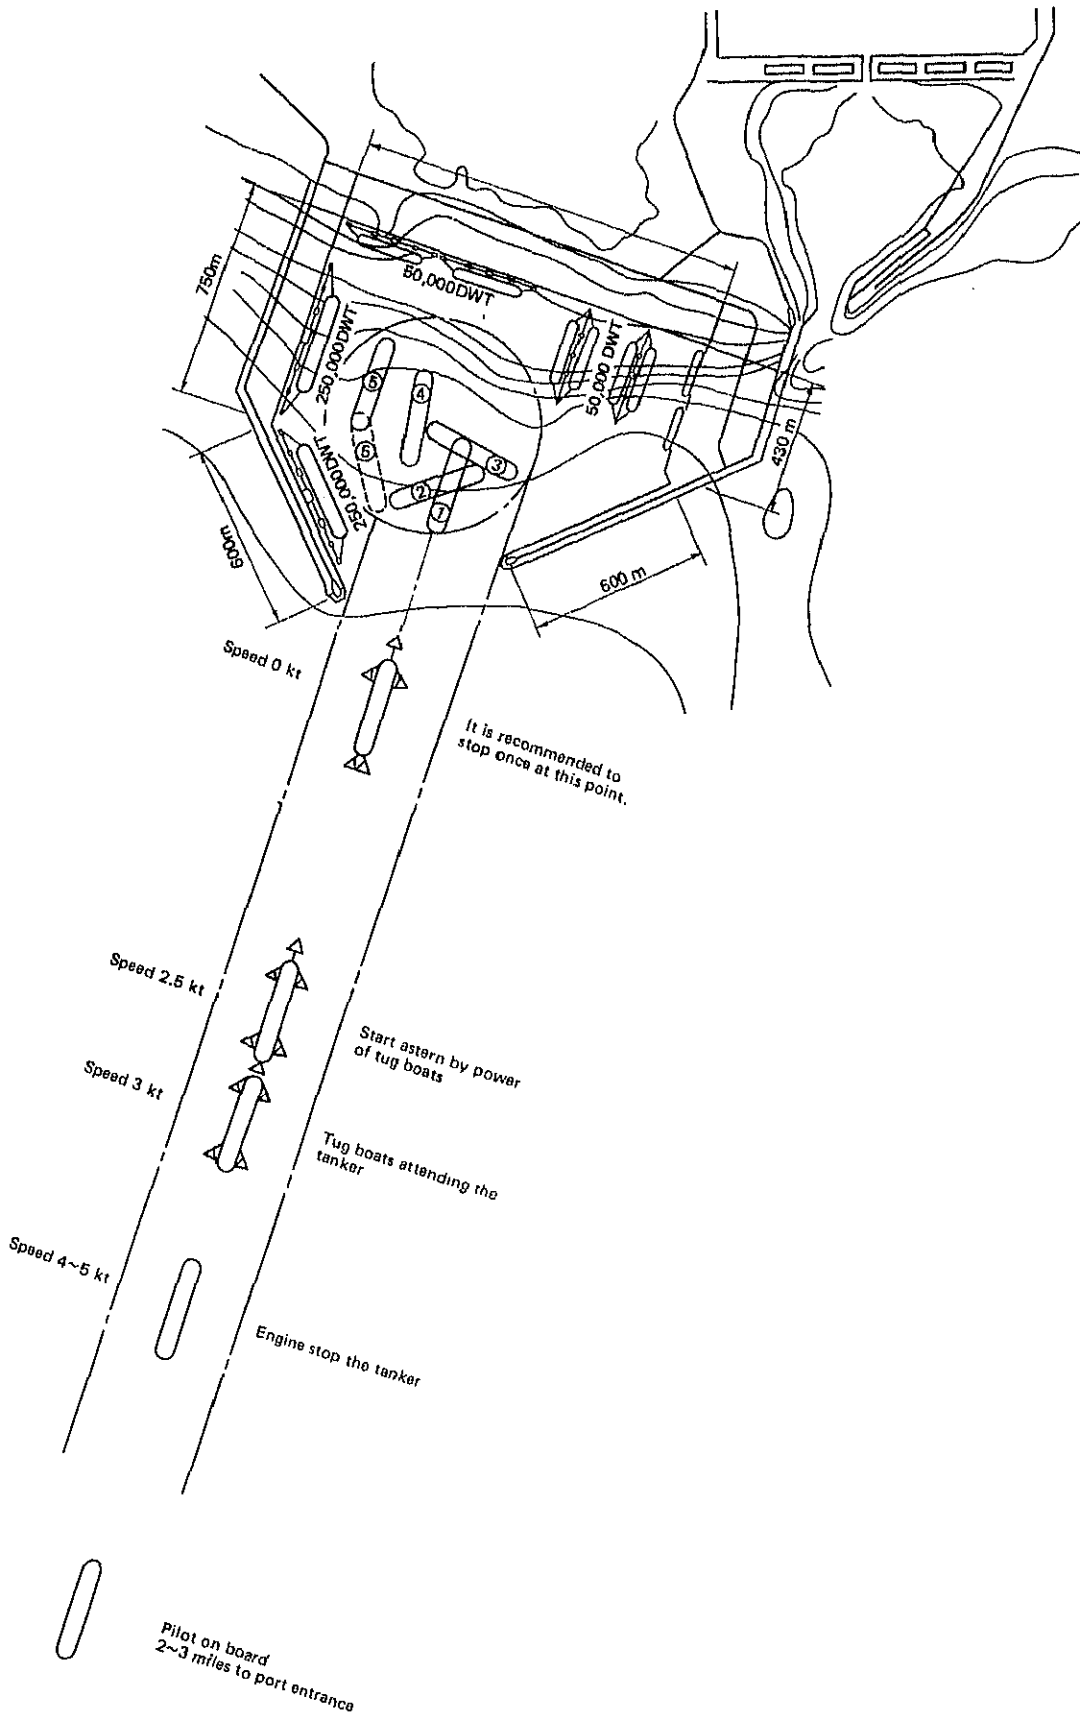 750m
50,000 DWT
250,000DWT
50,000 DWT
430 m
⑤
④
⑥
③
②
①
250,000DWT
600m
600 m
Speed 0 kt
It is recommended to
stop once at this point.
Speed 2.5 kt
Start astern by power
of tug boats
Speed 3 kt
Tug boats attending the
tanker
Speed 4~5 kt
Engine stop the tanker
Pilot on board
2~3 miles to port entrance